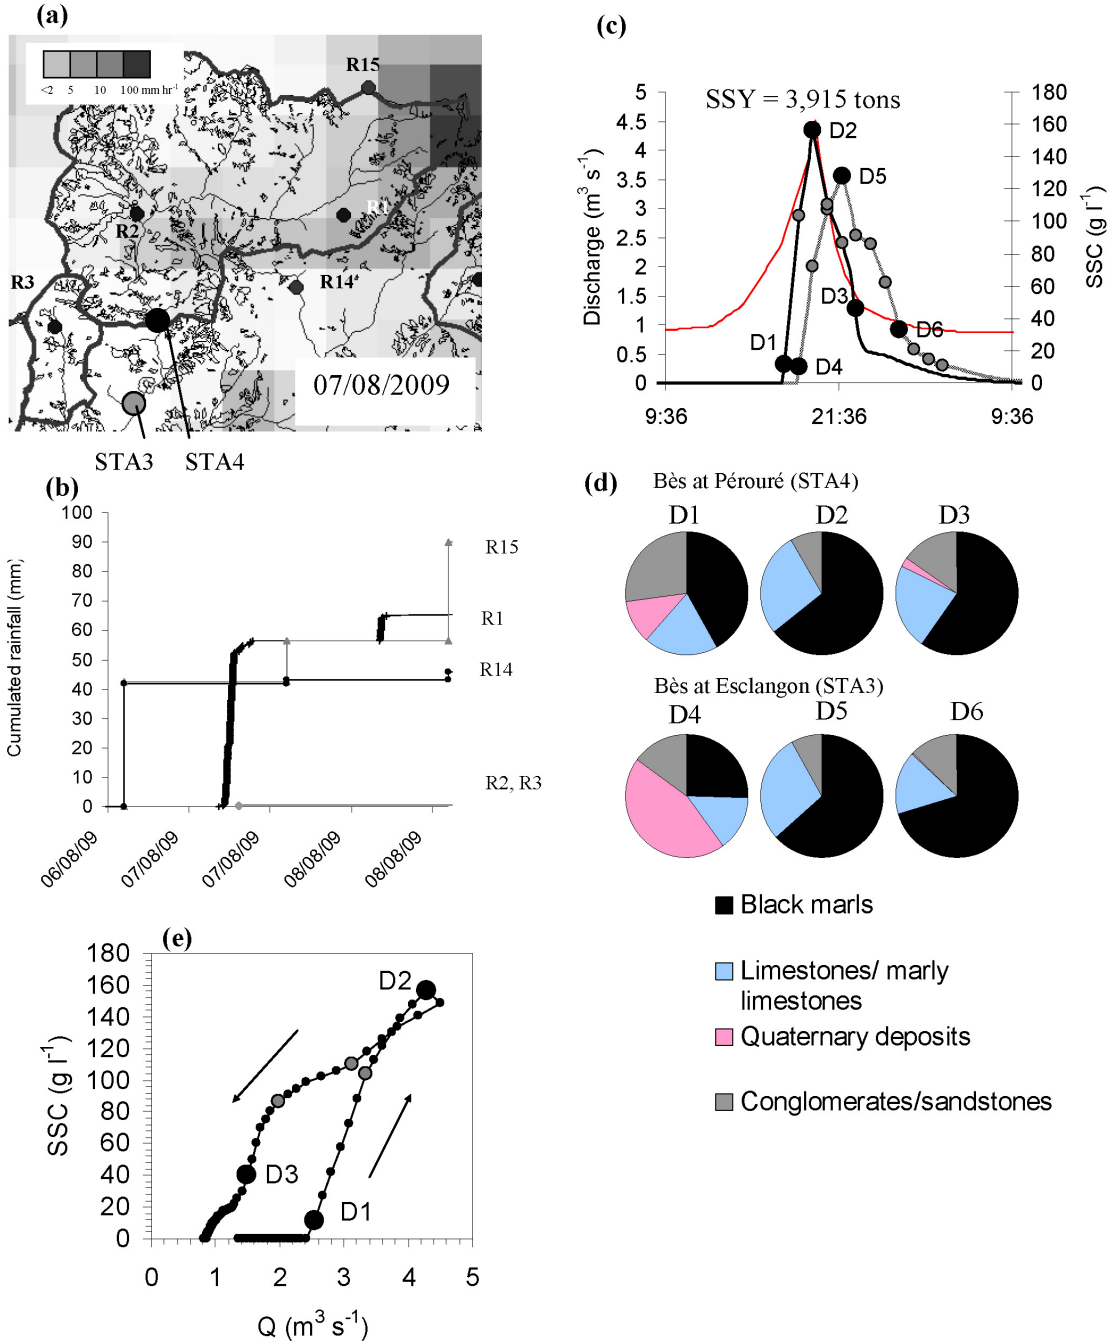 (a)
<2 5 10 100 mm hr-1
R15
R1
R2
R3
R14
07/08/2009
STA3 STA4
(b)
Cumulated rainfall (mm)
100
90
80
70
60
50
40
30
20
10
0
06/08/09
07/08/09
07/08/09
08/08/09
08/08/09
R15
R1
R14
R2, R3
(c)
SSY = 3,915 tons
Discharge (m³ s⁻¹)
5
4.5
4
3.5
3
2.5
2
1.5
1
0.5
0
SSC (g l⁻¹)
180
160
140
120
100
80
60
40
20
0
9:36 21:36 9:36
D1
D2
D3
D4
D5
D6
(d)
Bès at Pérouré (STA4)
D1 D2 D3
Bès at Esclangon (STA3)
D4 D5 D6
Black marls
Limestones/ marly
limestones
Quaternary deposits
Conglomerates/sandstones
(e)
SSC (g l⁻¹)
180
160
140
120
100
80
60
40
20
0
D2
D3
D1
0 1 2 3 4 5
Q (m³ s⁻¹)